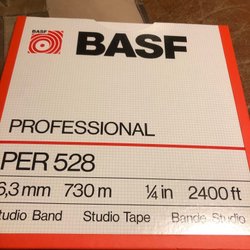 BASF
BASF
PROFESSIONAL
PER 528
6,3 mm 730 m 1/4 in 2400 ft
tudio Band Studio Tape Bande Studio